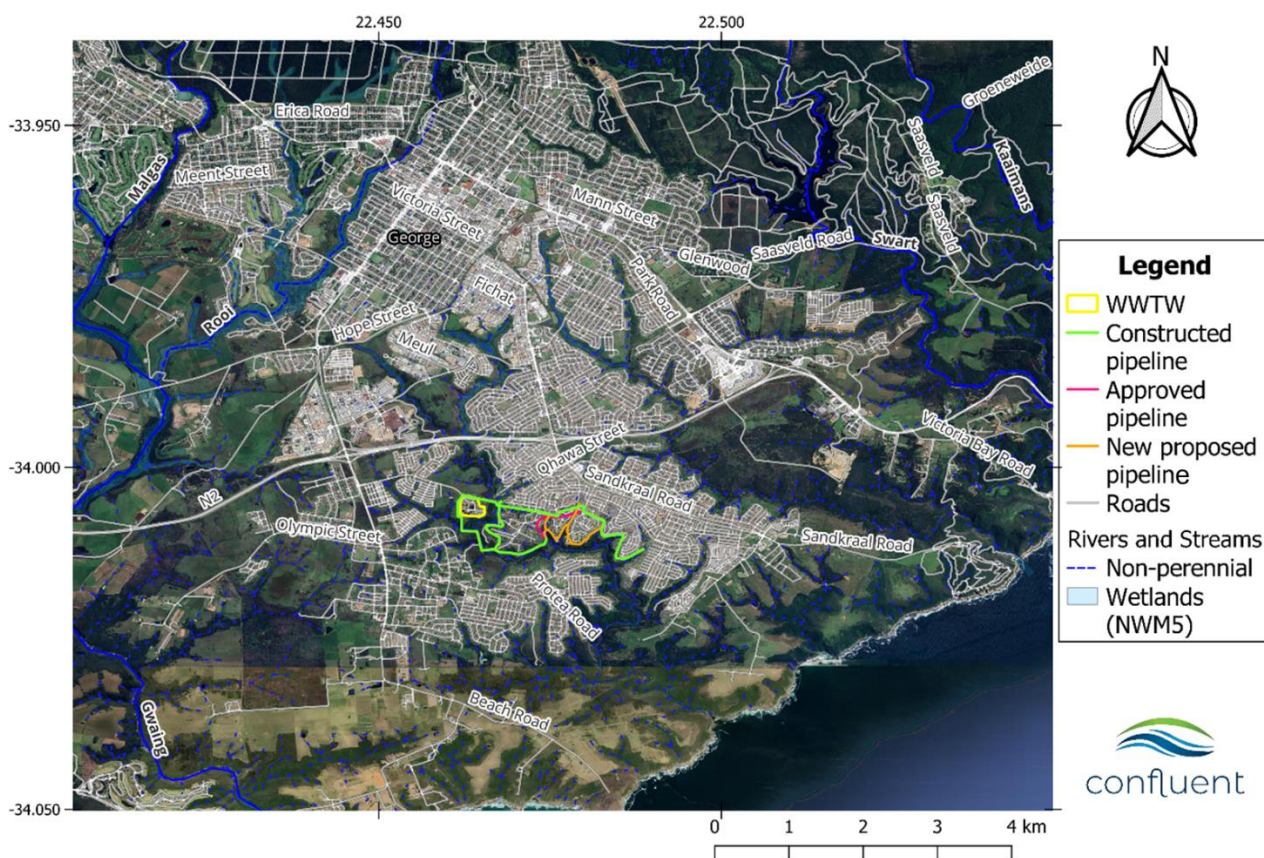 22.450
22.500
N
-33.950
-34.000
-34.050
Erica Road
Groeneweide
Malgas
Meent Street
Saasveld
Kaaimans
Victoria Street
Mann Street
George
Saasveld
Glenwood
Saasveld Road
Swart
Park Road
Fichat
Rooi
Hope Street
Meul
Victoria Bay Road
Qhawa Street
N2
Sandkraal Road
Olympic Street
Sandkraal Road
Protea Road
Beach Road
Gwaing
Legend
WWTW
Constructed
pipeline
Approved
pipeline
New proposed
pipeline
Roads
Rivers and Streams
Non-perennial
Wetlands
(NWM5)
confluent
0 1 2 3 4 km